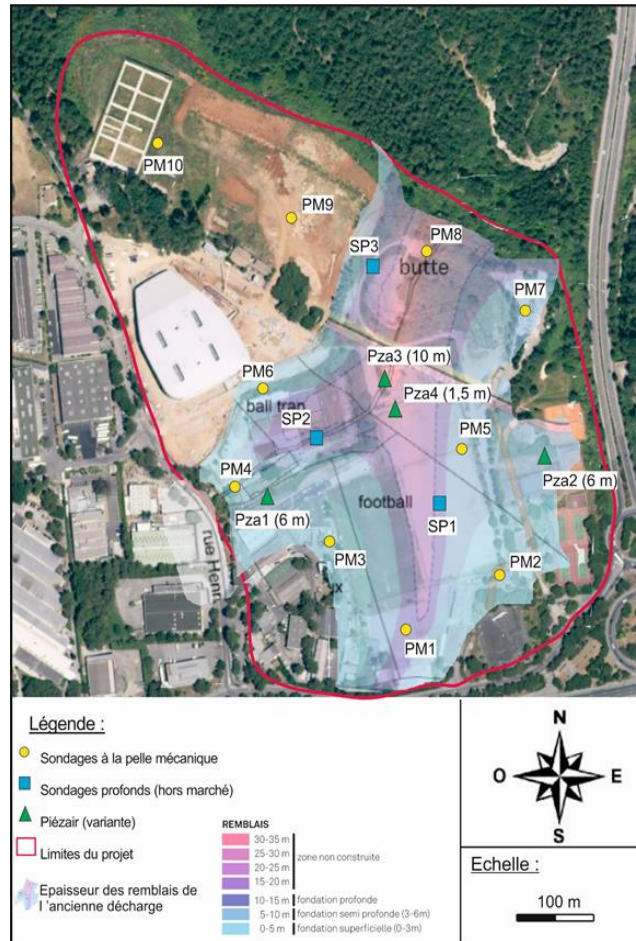 PM10
PM9
PM8
SP3
butte
PM7
Pza3 (10 m)
PM6
Pza4 (1,5 m)
ball tran
SP2
PM5
PM4
Pza2 (6 m)
football
Pza1 (6 m)
SP1
rue Henri
PM3
PM2
PM1
Légende :
Sondages à la pelle mécanique
Sondages profonds (hors marché)
Piézair (variante)
Limites du projet
Epaisseur des remblais de
l 'ancienne décharge
REMBLAIS
30-35 m
25-30 m
20-25 m
15-20 m
zone non construite
10-15 m fondation profonde
5-10 m fondation semi profonde (3-6m)
0-5 m fondation superficielle (0-3m)
N
O
E
S
Echelle :
100 m